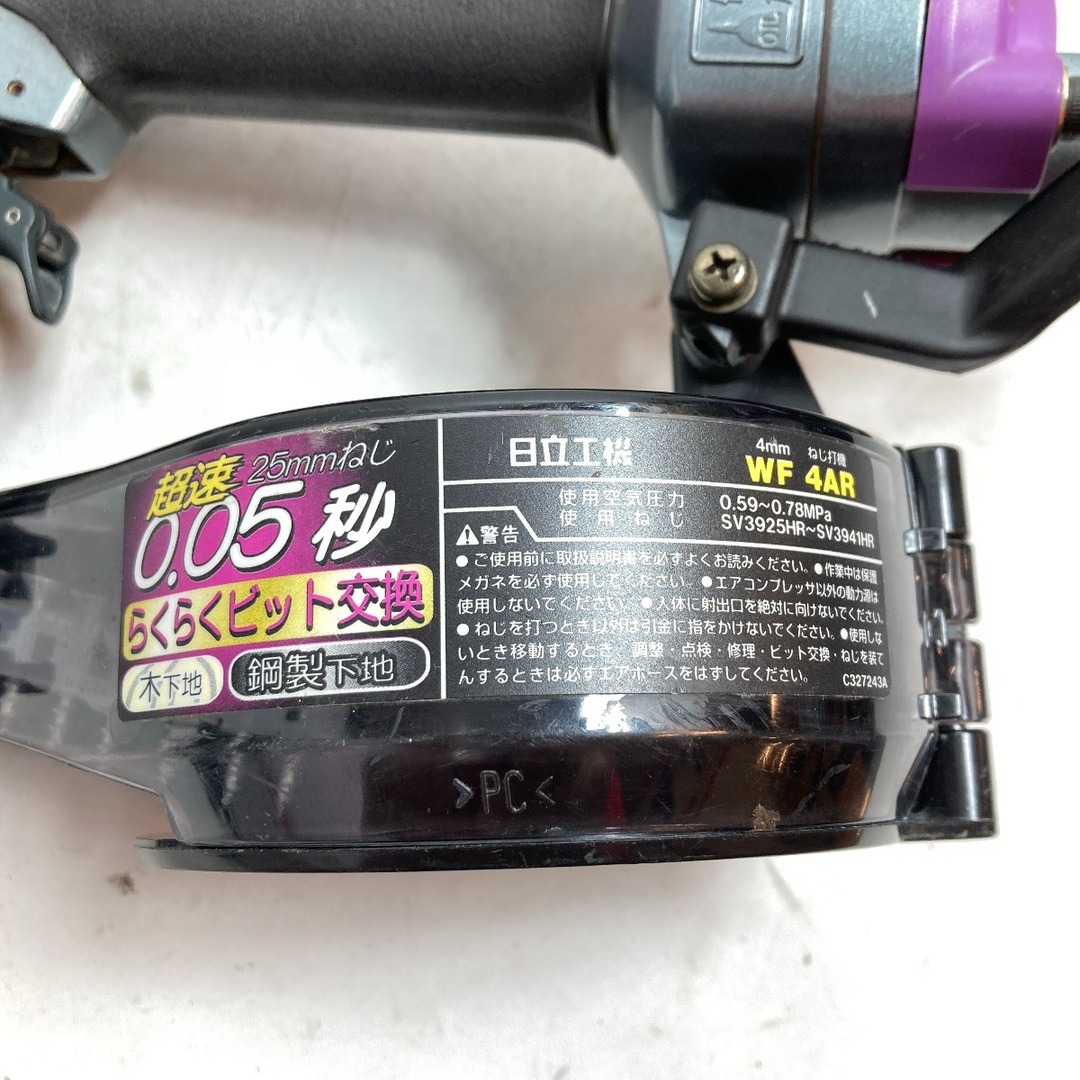 OIL
超速 25mmねじ
0.05 秒
らくらくビット交換
木下地 鋼製下地
日立工機
4mm ねじ打機
WF 4AR
使用空気圧力 0.59~0.78MPa
使用ねじ SV3925HR~SV3941HR
警告
●ご使用前に取扱説明書を必ずよくお読みください。●作業中は保護
メガネを必ず使用してください。●エアコンプレッサ以外の動力源は
使用しないでください。●人体に射出口を絶対に向けないでください。
●ねじを打つとき以外は引金に指をかけないでください。●使用しな
いとき移動するとき、調整・点検・修理・ビット交換・ねじを装て
んするときは必ずエアホースをはずしてください。
C327243A
>PC<